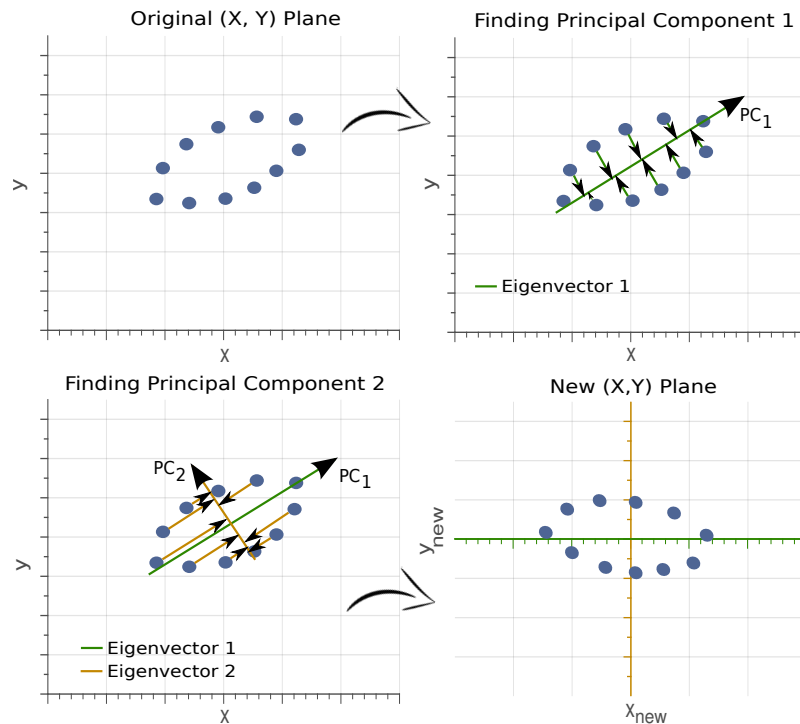 Original (X, Y) Plane
y
X
Finding Principal Component 1
PC1
y
Eigenvector 1
X
Finding Principal Component 2
PC2
PC1
y
Eigenvector 1
Eigenvector 2
X
New (X,Y) Plane
ynew
Xnew